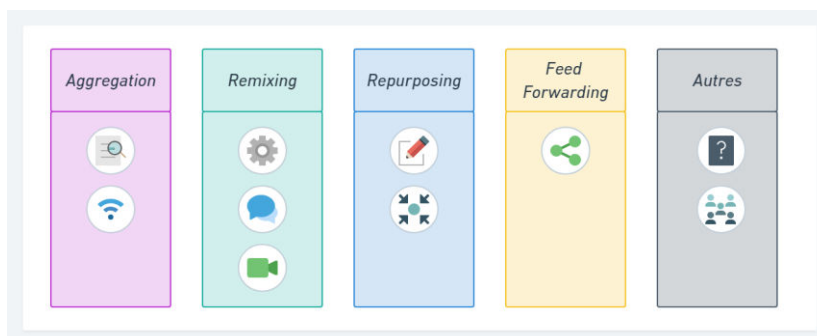 Aggregation
Remixing
Repurposing
Feed
Forwarding
Autres
?